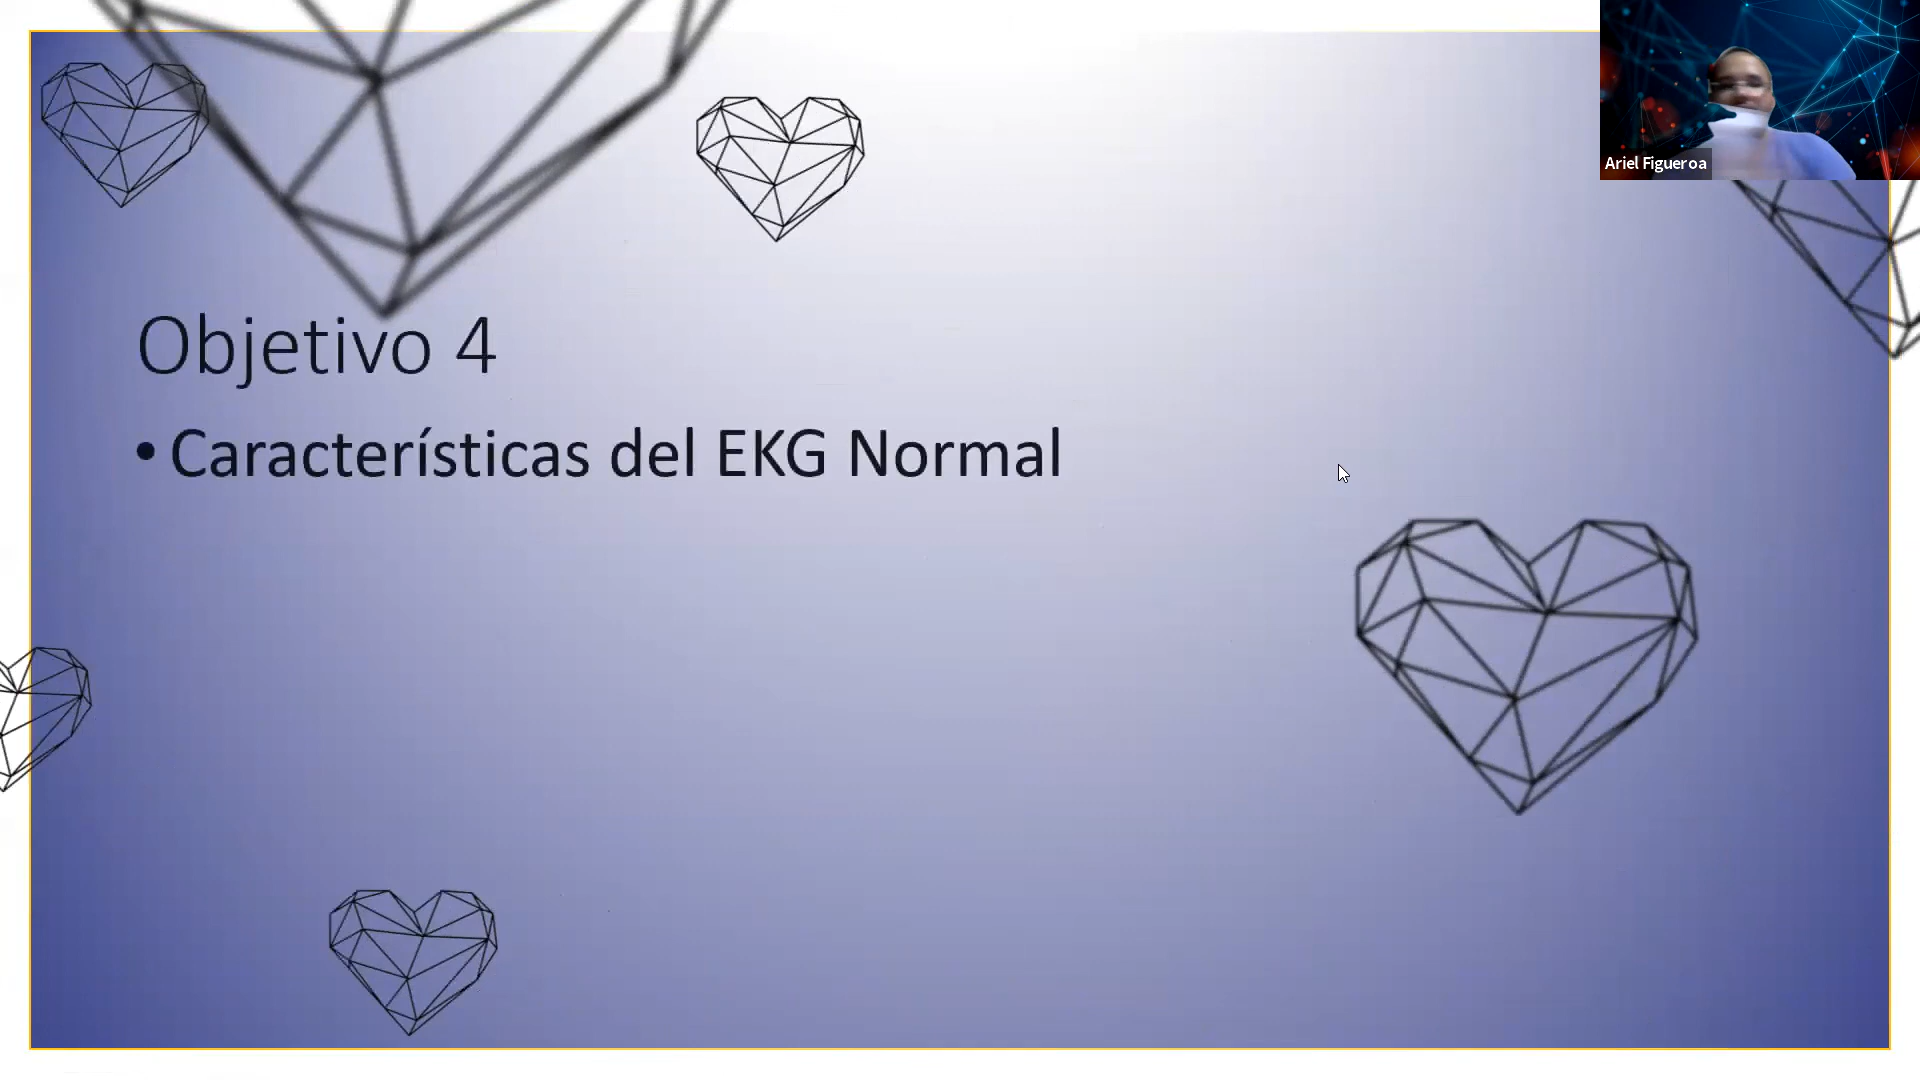 Ariel Figueroa
Objetivo 4
• Características del EKG Normal